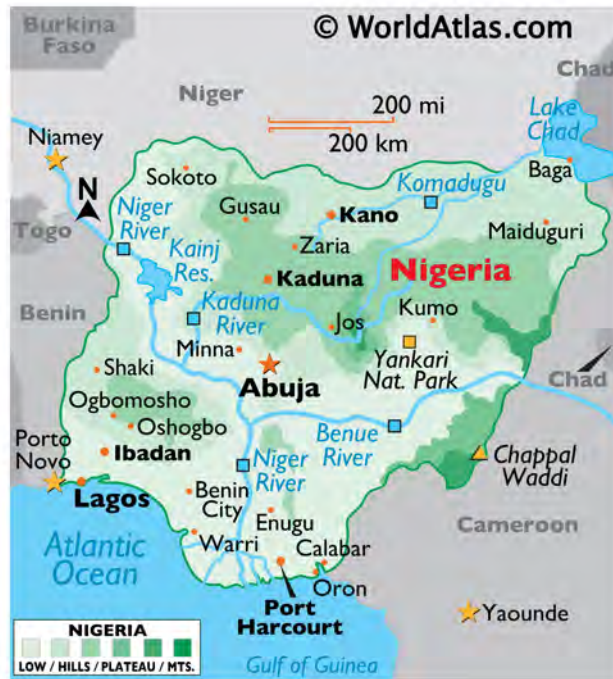 © WorldAtlas.com
Burkina
Faso
Niger
200 mi
200 km
Chad
Lake
Chad
Niamey
N
Sokoto
Baga
Komadugu
Gusau
Kano
Niger
River
Togo
Zaria
Maiduguri
Kainj
Res.
Nigeria
Kaduna
Benin
Kaduna
River
Jos
Kumo
Minna
Yankari
Nat. Park
Shaki
Abuja
Chad
Ogbomosho
Oshogbo
Benue
River
Porto
Novo
Ibadan
Niger
River
Chappal
Waddi
Lagos
Benin
City
Enugu
Cameroon
Atlantic
Ocean
Warri
Calabar
Oron
Port
Harcourt
Yaounde
NIGERIA
LOW / HILLS / PLATEAU / MTS.
Gulf of Guinea